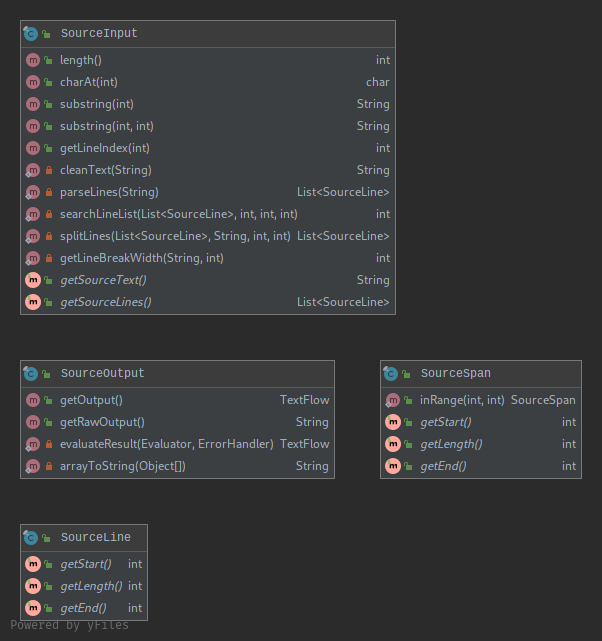 SourceInput
length() int
charAt(int) char
substring(int) String
substring(int, int) String
getLineIndex(int) int
cleanText(String) String
parseLines(String) List<SourceLine>
searchLineList(List<SourceLine>, int, int, int) int
splitLines(List<SourceLine>, String, int, int) List<SourceLine>
getLineBreakWidth(String, int) int
getSourceText() String
getSourceLines() List<SourceLine>
SourceOutput
getOutput() TextFlow
getRawOutput() String
evaluateResult(Evaluator, ErrorHandler) TextFlow
arrayToString(Object[]) String
SourceSpan
inRange(int, int) SourceSpan
getStart() int
getLength() int
getEnd() int
SourceLine
getStart() int
getLength() int
getEnd() int
Powered by yFiles